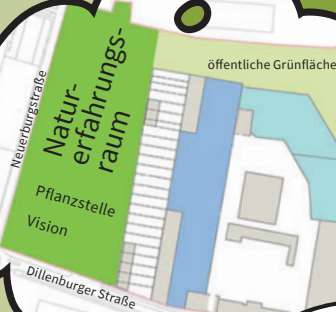 öffentliche Grünfläche
Neuerburgstraße
Natur-
erfahrungs-
raum
Pflanzstelle
Vision
Dillenburger Straße